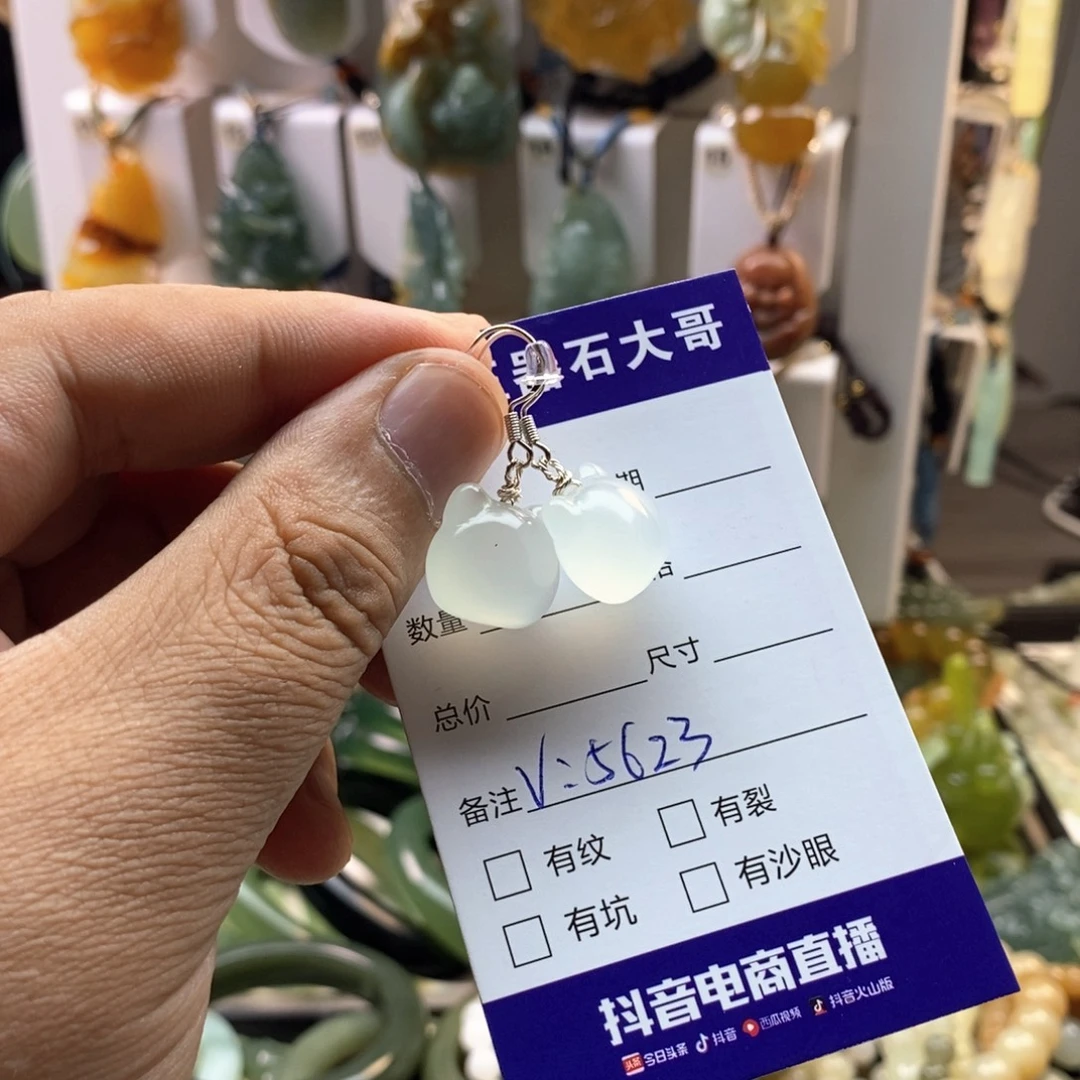 石大哥
期
数量
尺寸
总价
备注 V:5623
有纹 有裂
有坑 有沙眼
抖音电商直播
头条 今日头条 抖音 西瓜视频 抖音火山版